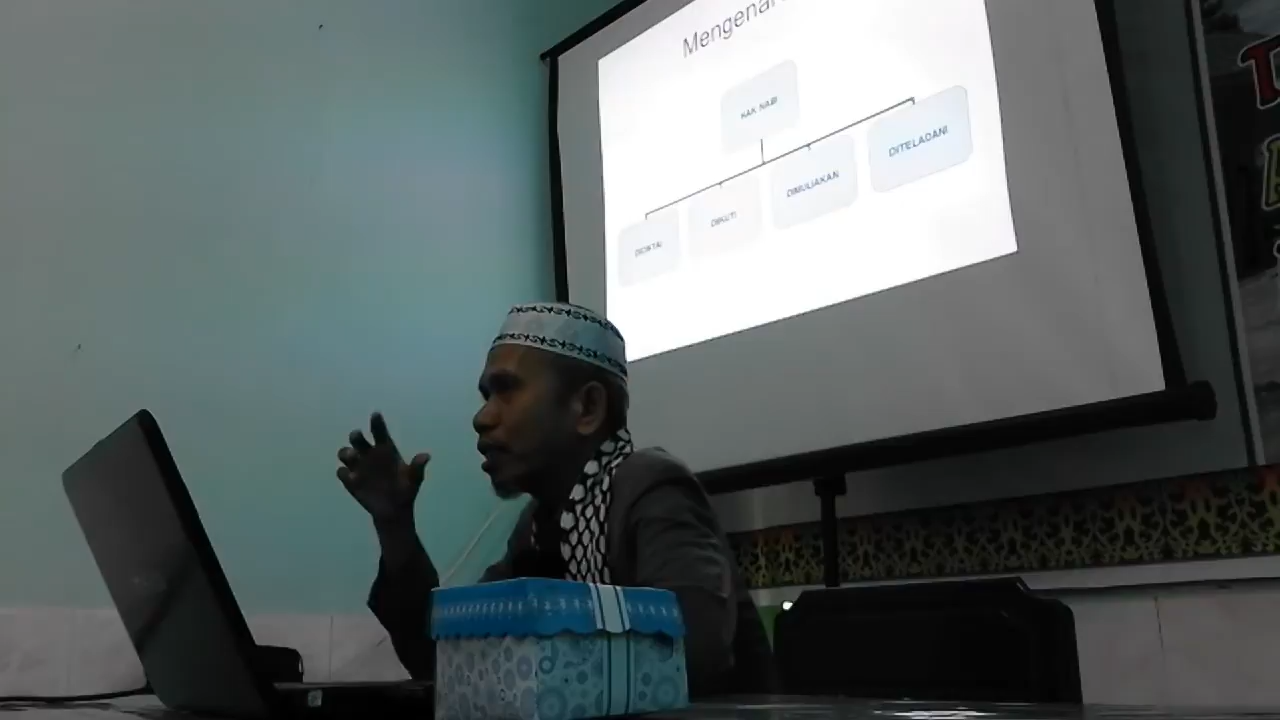 Mengenal
HAK NABI
DICINTAI
DIIKUTI
DIMULIAKAN
DITELADANI